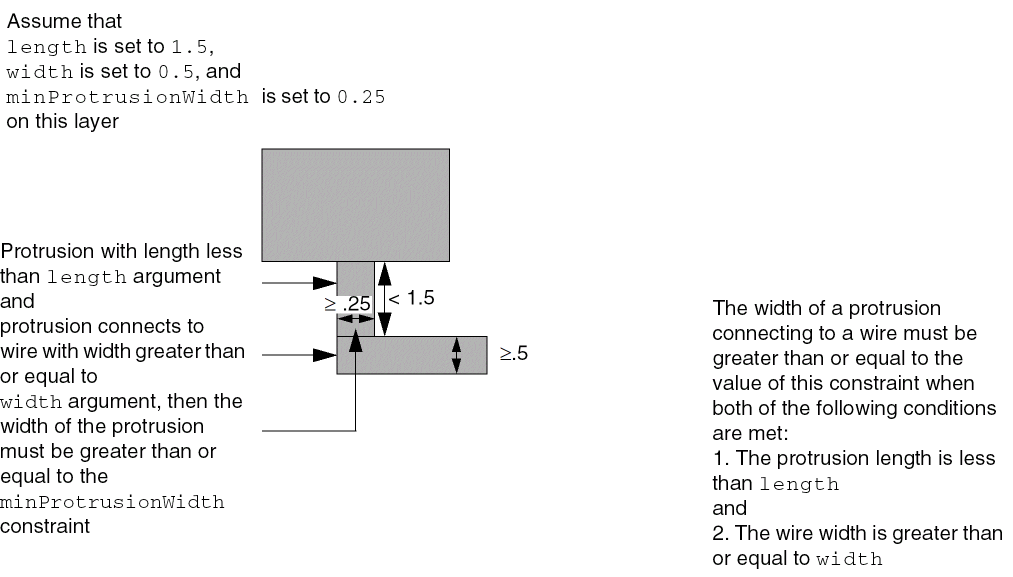 Assume that
length is set to 1.5,
width is set to 0.5, and
minProtrusionWidth is set to 0.25
on this layer
Protrusion with length less
than length argument
and
protrusion connects to
wire with width greater than
or equal to
width argument, then the
width of the protrusion
must be greater than or
equal to the
minProtrusionWidth
constraint
≥ .25
< 1.5
≥.5
The width of a protrusion
connecting to a wire must be
greater than or equal to the
value of this constraint when
both of the following conditions
are met:
1. The protrusion length is less
than length
and
2. The wire width is greater than
or equal to width